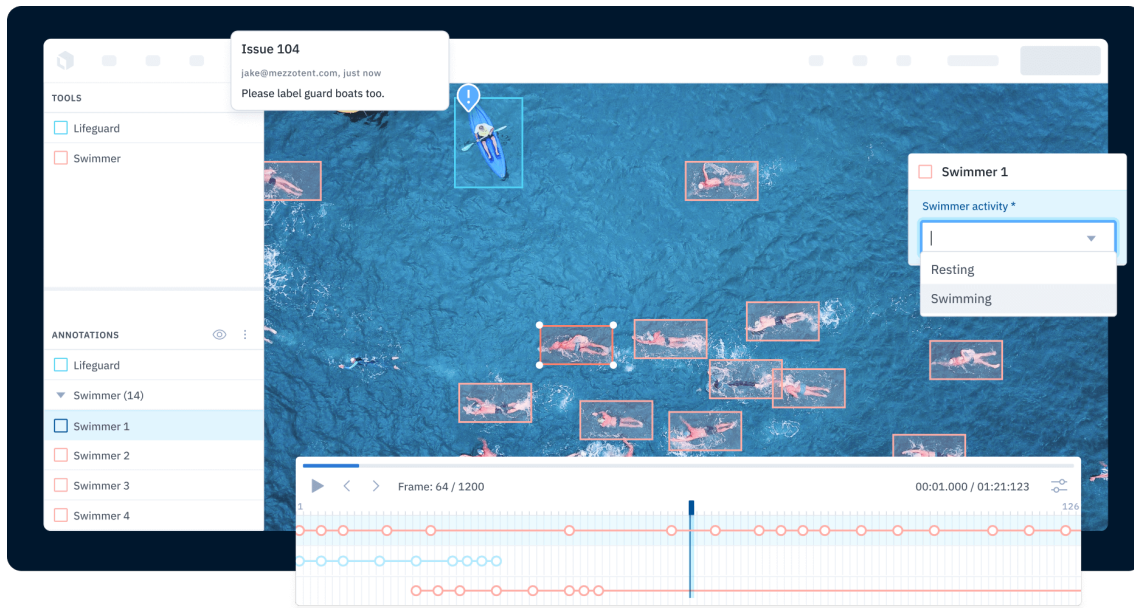 Issue 104
jake@mezzotent.com, just now
Please label guard boats too.
TOOLS
Lifeguard
Swimmer
Swimmer 1
Swimmer activity *
Resting
Swimming
ANNOTATIONS
Lifeguard
Swimmer (14)
Swimmer 1
Swimmer 2
Swimmer 3
Swimmer 4
Frame: 64 / 1200
00:01.000 / 01:21:123
1
126